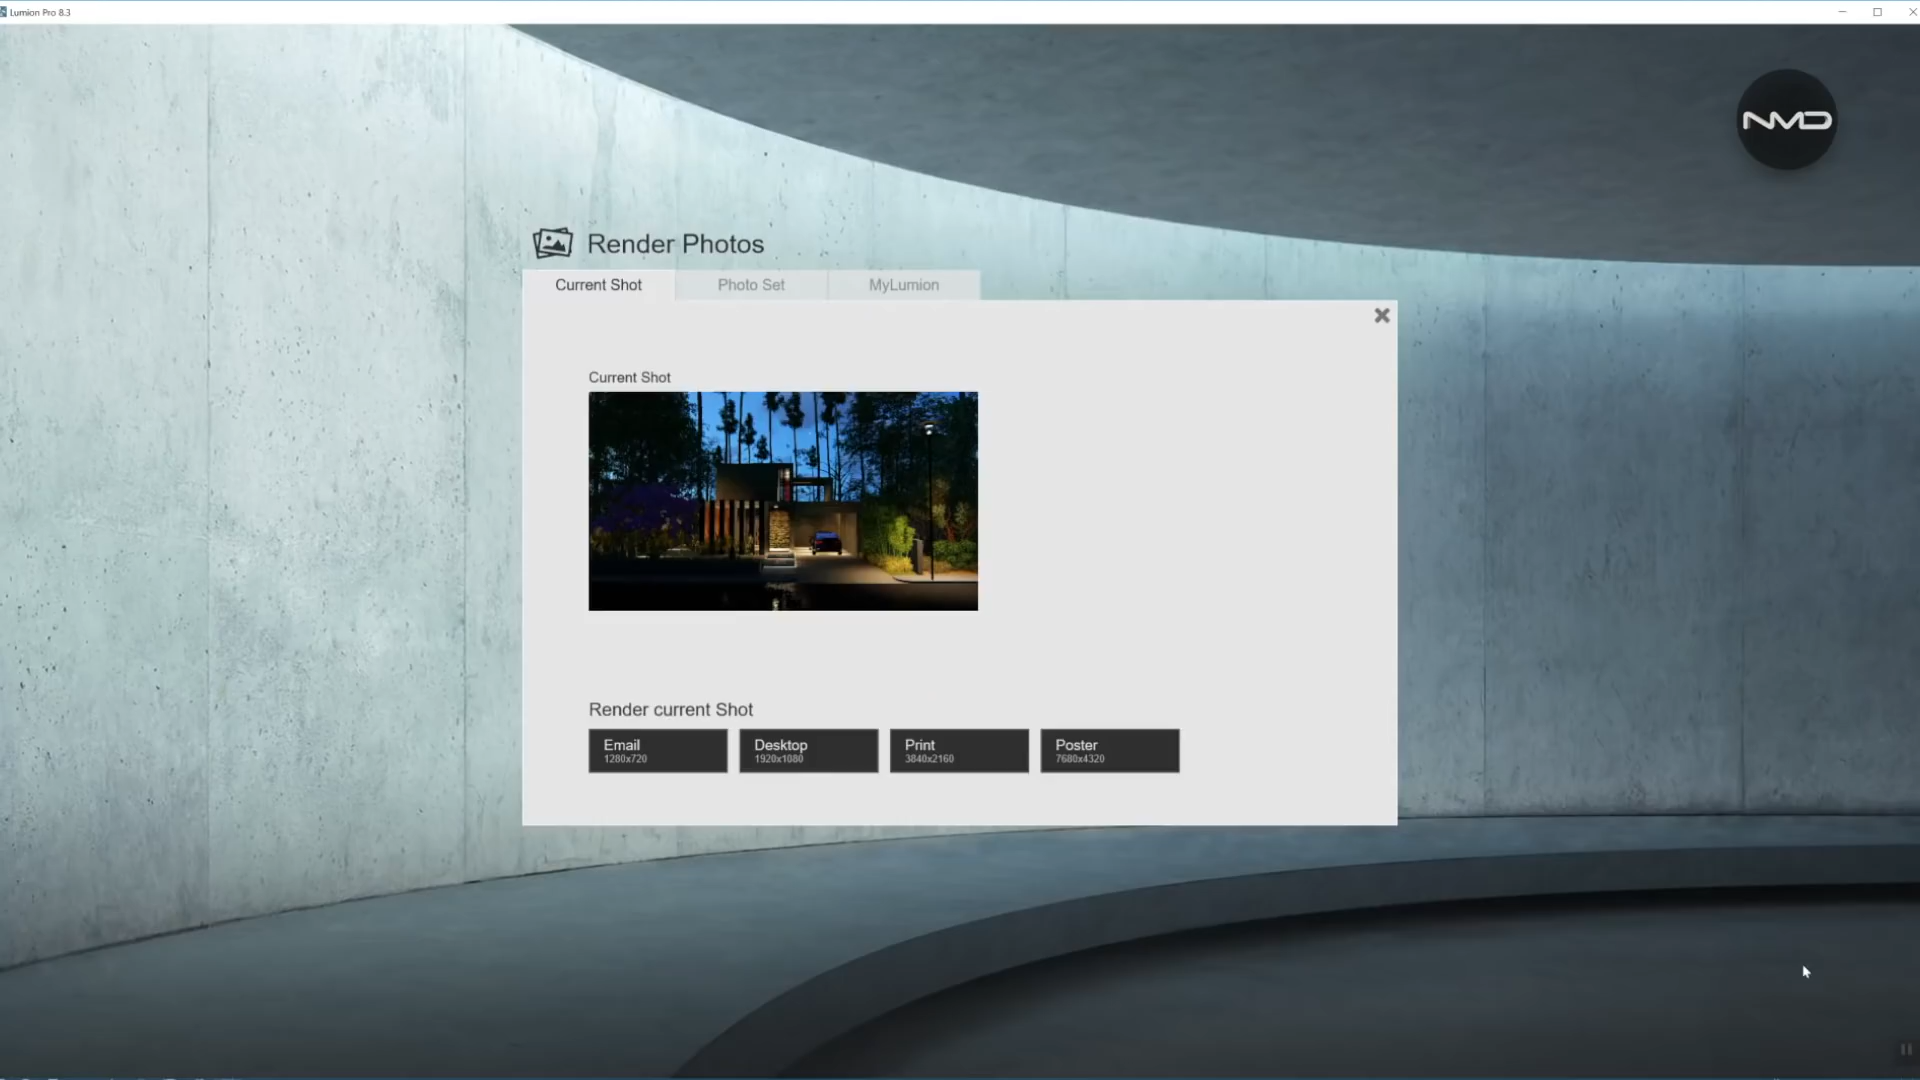 Lumion Pro 8.3
NMD
Render Photos
Current Shot
Photo Set
MyLumion
Current Shot
Render current Shot
Email
1280x720
Desktop
1920x1080
Print
3840x2160
Poster
7680x4320